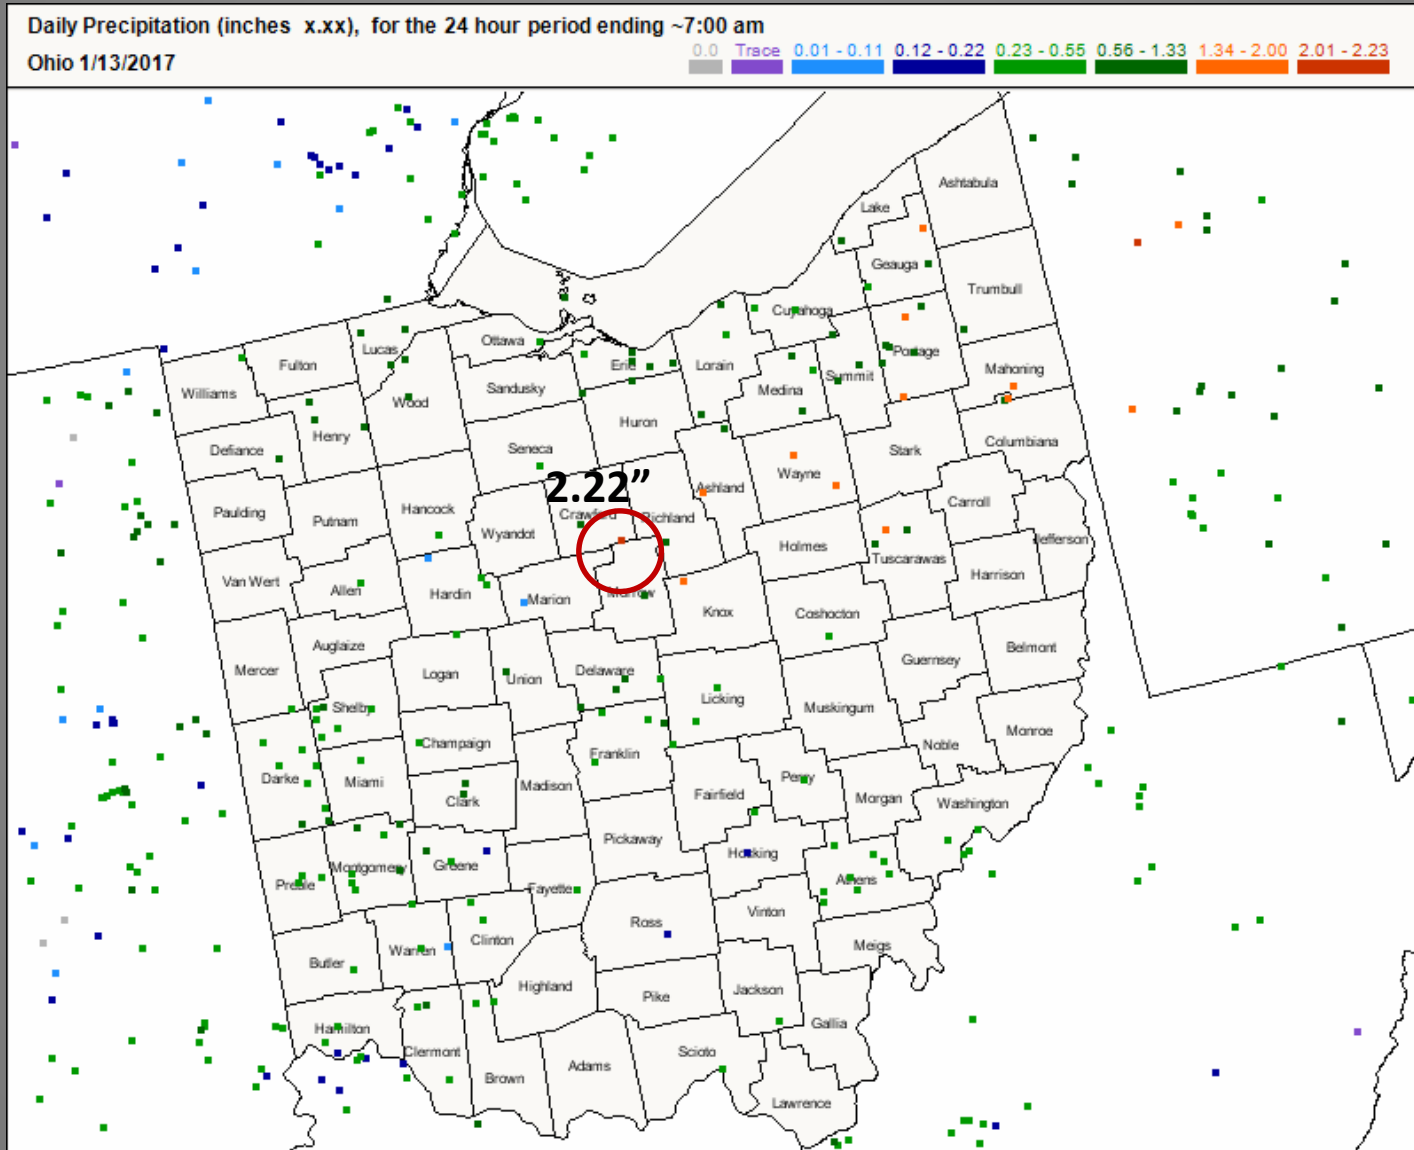 Daily Precipitation (inches x.xx), for the 24 hour period ending ~7:00 am
Ohio 1/13/2017
0.0 Trace 0.01 - 0.11 0.12 - 0.22 0.23 - 0.55 0.56 - 1.33 1.34 - 2.00 2.01 - 2.23
Ashtabula
Lake
Geauga
Trumbull
Cuyahoga
Ottawa
Lucas
Fulton
Erie
Lorain
Portage
Mahoning
Summit
Medina
Sandusky
Williams
Wood
Huron
Henry
Seneca
Defiance
Columbiana
Stark
Wayne
2.22”
Ashland
Carroll
Hancock
Paulding
Crawford
Richland
Putnam
Wyandot
Jefferson
Holmes
Tuscarawas
Harrison
Van Wert
Allen
Hardin
Marion
Morrow
Knox
Coshocton
Auglaize
Belmont
Guernsey
Mercer
Logan
Union
Delaware
Licking
Muskingum
Shelby
Monroe
Noble
Champaign
Franklin
Darke
Miami
Perry
Madison
Fairfield
Morgan
Clark
Washington
Pickaway
Hocking
Montgomery
Greene
Preble
Fayette
Athens
Vinton
Ross
Clinton
Meigs
Warren
Butler
Highland
Jackson
Pike
Gallia
Hamilton
Clermont
Scioto
Adams
Brown
Lawrence